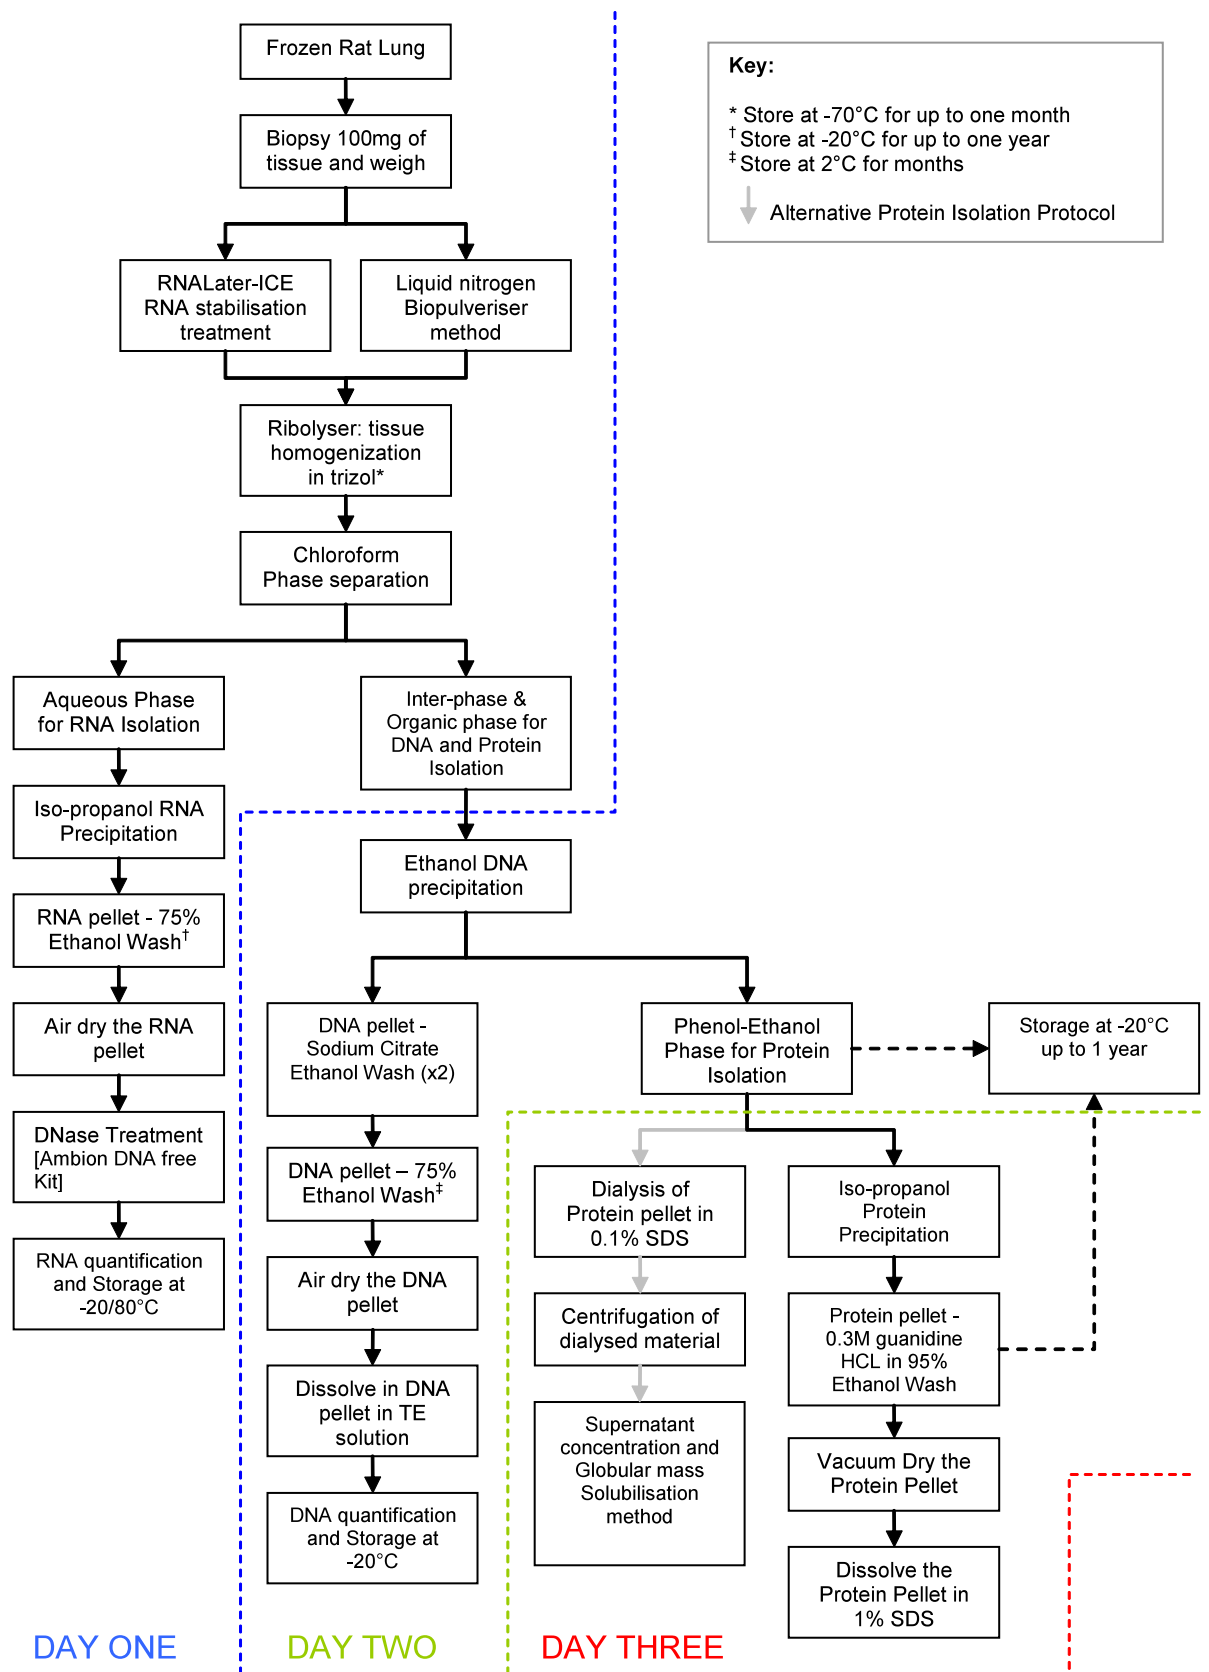 Frozen Rat Lung
Key:
* Store at -70°C for up to one month
† Store at -20°C for up to one year
‡ Store at 2°C for months
Alternative Protein Isolation Protocol
Biopsy 100mg of
tissue and weigh
RNALater-ICE
RNA stabilisation
treatment
Liquid nitrogen
Biopulveriser
method
Ribolyser: tissue
homogenization
in trizol*
Chloroform
Phase separation
Aqueous Phase
for RNA Isolation
Inter-phase &
Organic phase for
DNA and Protein
Isolation
Iso-propanol RNA
Precipitation
Ethanol DNA
precipitation
RNA pellet - 75%
Ethanol Wash†
Air dry the RNA
pellet
DNA pellet -
Sodium Citrate
Ethanol Wash (x2)
Phenol-Ethanol
Phase for Protein
Isolation
Storage at -20°C
up to 1 year
DNase Treatment
[Ambion DNA free
Kit]
DNA pellet – 75%
Ethanol Wash‡
Dialysis of
Protein pellet in
0.1% SDS
Iso-propanol
Protein
Precipitation
RNA quantification
and Storage at
-20/80°C
Air dry the DNA
pellet
Centrifugation of
dialysed material
Protein pellet -
0.3M guanidine
HCL in 95%
Ethanol Wash
Dissolve in DNA
pellet in TE
solution
Supernatant
concentration and
Globular mass
Solubilisation
method
Vacuum Dry the
Protein Pellet
DNA quantification
and Storage at
-20°C
Dissolve the
Protein Pellet in
1% SDS
DAY ONE
DAY TWO
DAY THREE